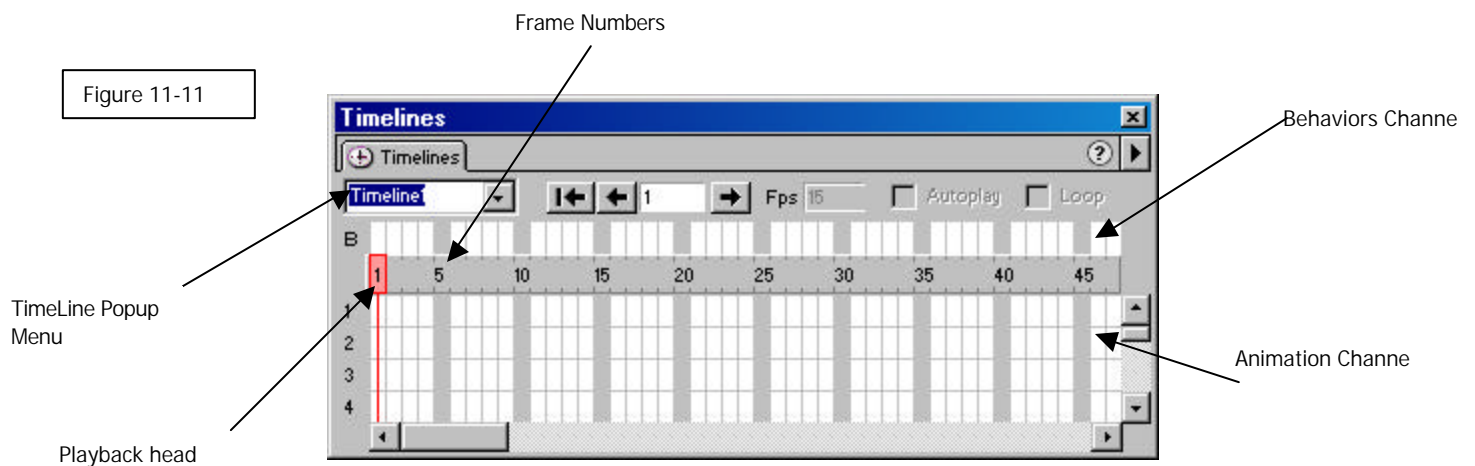 Frame Numbers
Figure 11-11
Timelines
Behaviors Channe
Timelines
Timeline1
1
Fps 15
Autoplay
Loop
B
1 5 10 15 20 25 30 35 40 45
TimeLine Popup
Menu
1
2
3
4
Animation Channe
Playback head